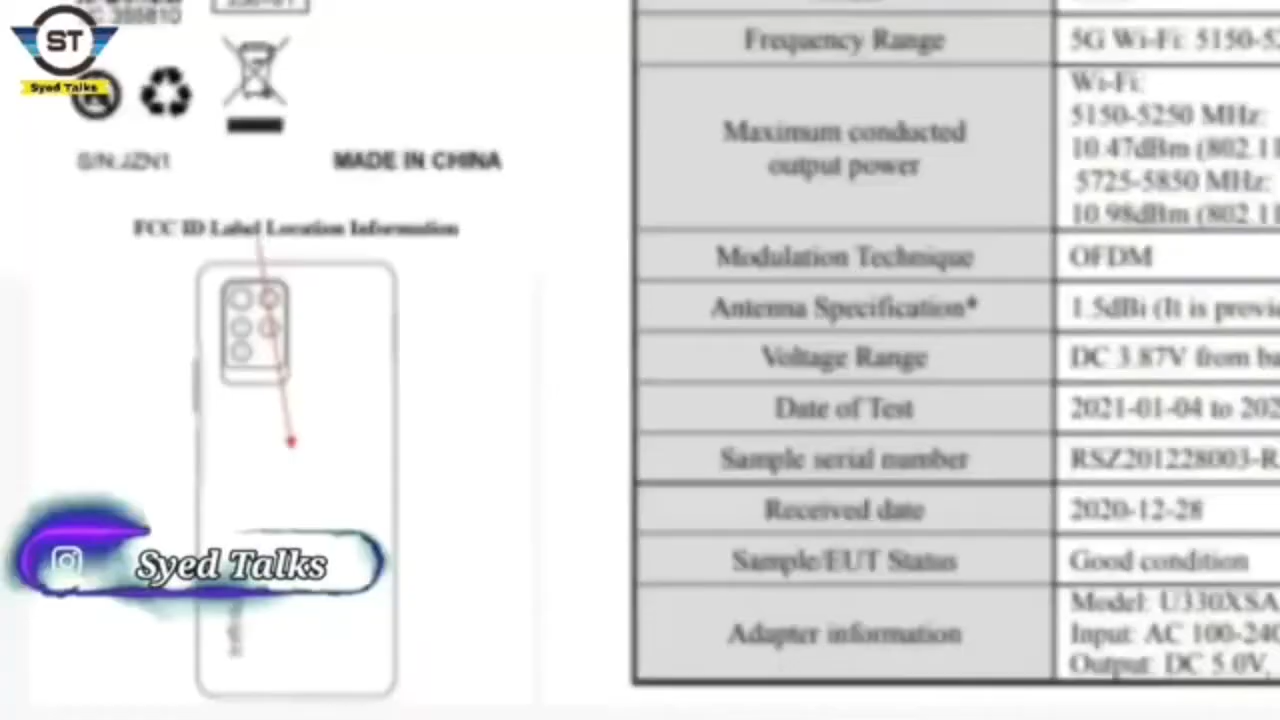 ST
Syed Talks
S/N:JZN1
MADE IN CHINA
FCC ID Label Location Information
Syed Talks
Frequency Range
5G Wi-Fi: 5150-5
Maximum conducted
output power
Wi-Fi:
5150-5250 MHz:
10.47dBm (802.11
5725-5850 MHz:
10.98dBm (802.11
Modulation Technique
OFDM
Antenna Specification*
1.5dBi (It is provi
Voltage Range
DC 3.87V from ba
Date of Test
2021-01-04 to 202
Sample serial number
RSZ201228003-R
Received date
2020-12-28
Sample/EUT Status
Good condition
Adapter information
Model: U330XSA
Input: AC 100-240
Output: DC 5.0V,